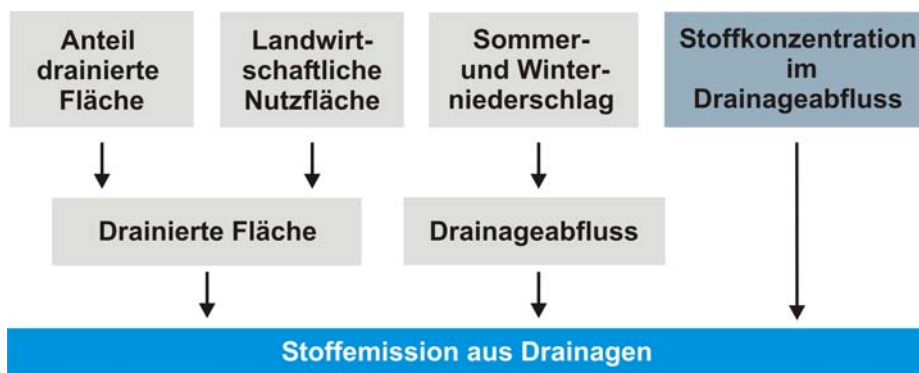 Anteil
drainierte
Fläche
Landwirt-
schaftliche
Nutzfläche
Sommer-
und Winter-
niederschlag
Stoffkonzentration
im
Drainageabfluss
Drainierte Fläche
Drainageabfluss
Stoffemission aus Drainagen